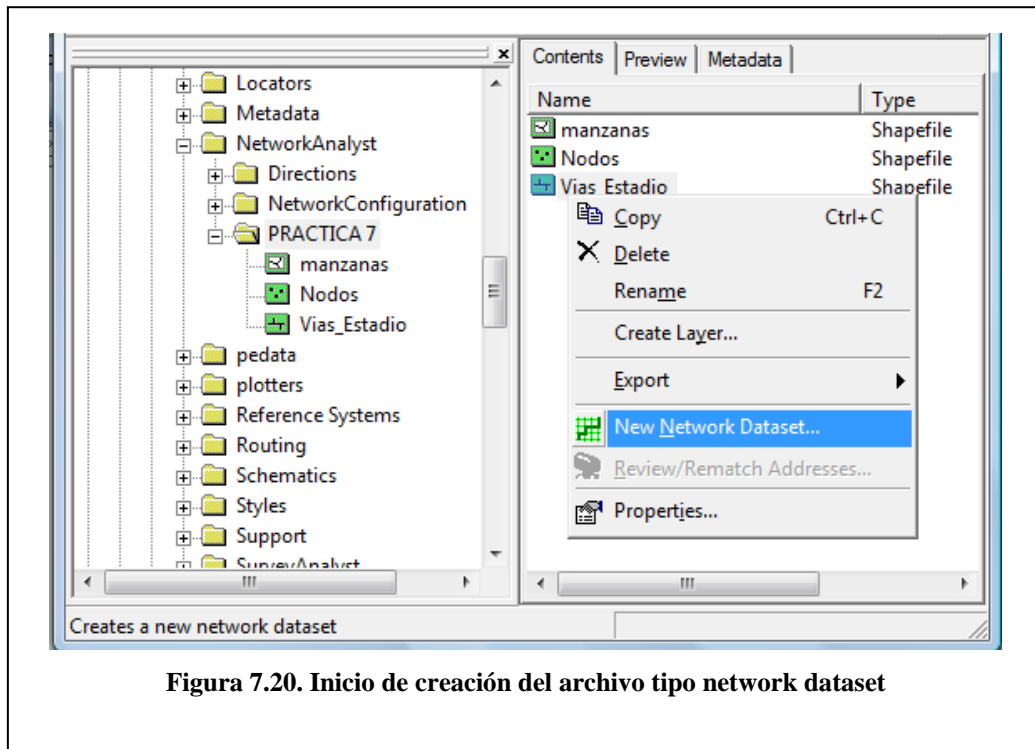 Locators
Metadata
NetworkAnalyst
Directions
NetworkConfiguration
PRACTICA 7
manzanas
Nodos
Vias_Estadio
pedata
plotters
Reference Systems
Routing
Schematics
Styles
Support
SurveyAnalyst
Contents Preview Metadata
Name Type
manzanas Shapefile
Nodos Shapefile
Vias_Estadio Shapefile
Copy Ctrl+C
Delete
Rename F2
Create Layer...
Export
New Network Dataset...
Review/Rematch Addresses...
Properties...
Creates a new network dataset
Figura 7.20. Inicio de creación del archivo tipo network dataset